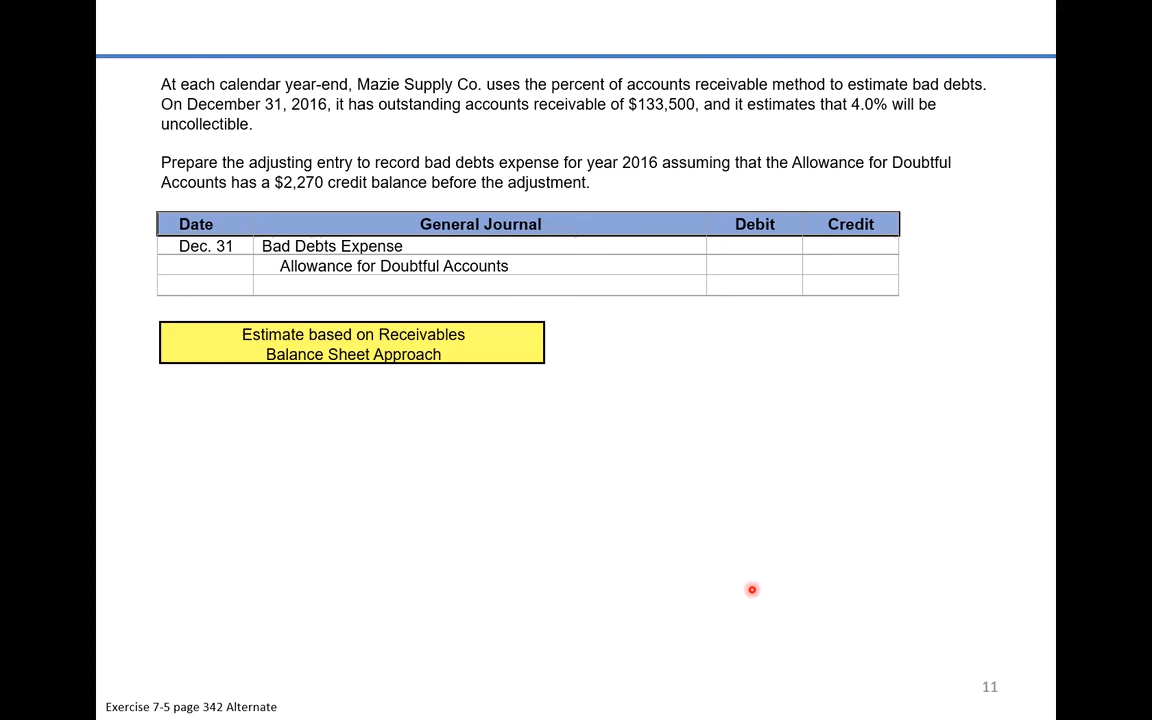 At each calendar year-end, Mazie Supply Co. uses the percent of accounts receivable method to estimate bad debts.
On December 31, 2016, it has outstanding accounts receivable of $133,500, and it estimates that 4.0% will be
uncollectible.
Prepare the adjusting entry to record bad debts expense for year 2016 assuming that the Allowance for Doubtful
Accounts has a $2,270 credit balance before the adjustment.
Date General Journal Debit Credit
Dec. 31 Bad Debts Expense
Allowance for Doubtful Accounts
Estimate based on Receivables
Balance Sheet Approach
11
Exercise 7-5 page 342 Alternate